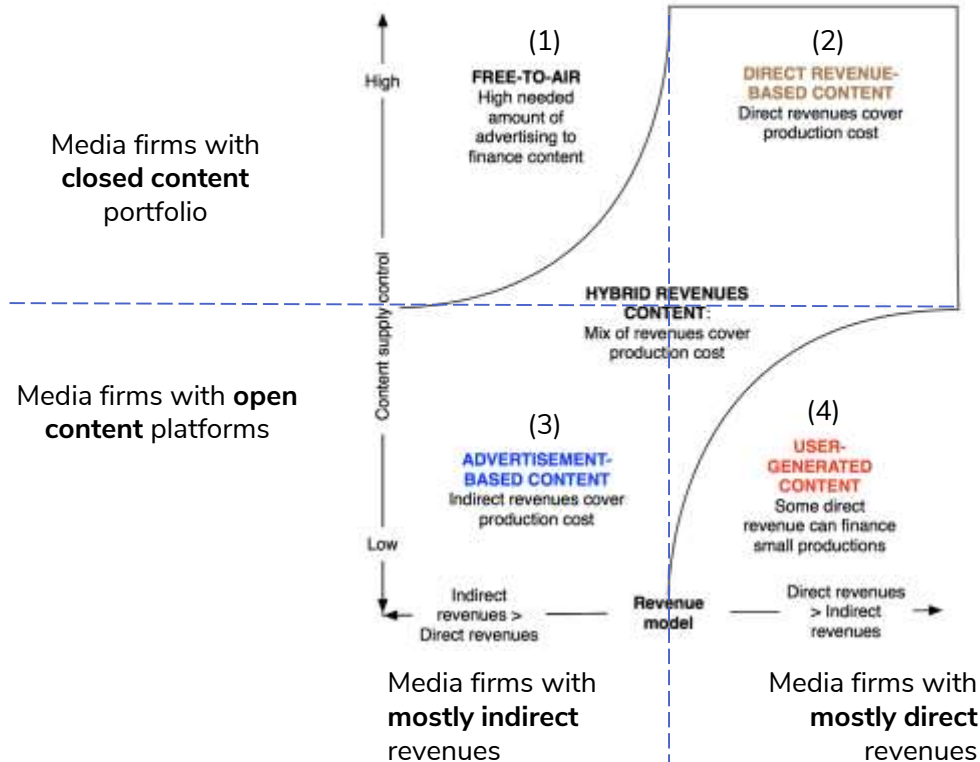 (1)
FREE-TO-AIR
High needed
amount of
advertising to
finance content
(2)
DIRECT REVENUE-
BASED CONTENT
Direct revenues cover
production cost
High
Media firms with
closed content
portfolio
Content supply control
HYBRID REVENUES
CONTENT:
Mix of revenues cover
production cost
Media firms with open
content platforms
(3)
ADVERTISEMENT-
BASED CONTENT
Indirect revenues cover
production cost
(4)
USER-
GENERATED
CONTENT
Some direct
revenue can finance
small productions
Low
Indirect
revenues >
Direct revenues
Revenue
model
Direct revenues
> Indirect
revenues
Media firms with
mostly indirect
revenues
Media firms with
mostly direct
revenues